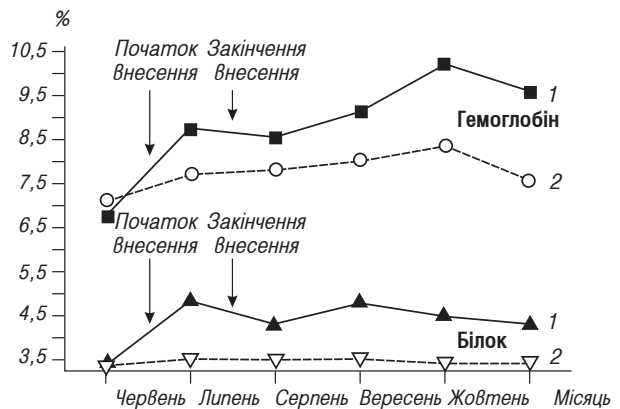 %
10,5
Початок Закінчення
внесення внесення
9,5
1
Гемоглобін
8,5
7,5
2
6,5
Початок Закінчення
внесення внесення
5,5
4,5
1
Білок
3,5
2
Червень Липень Серпень Вересень Жовтень Місяць